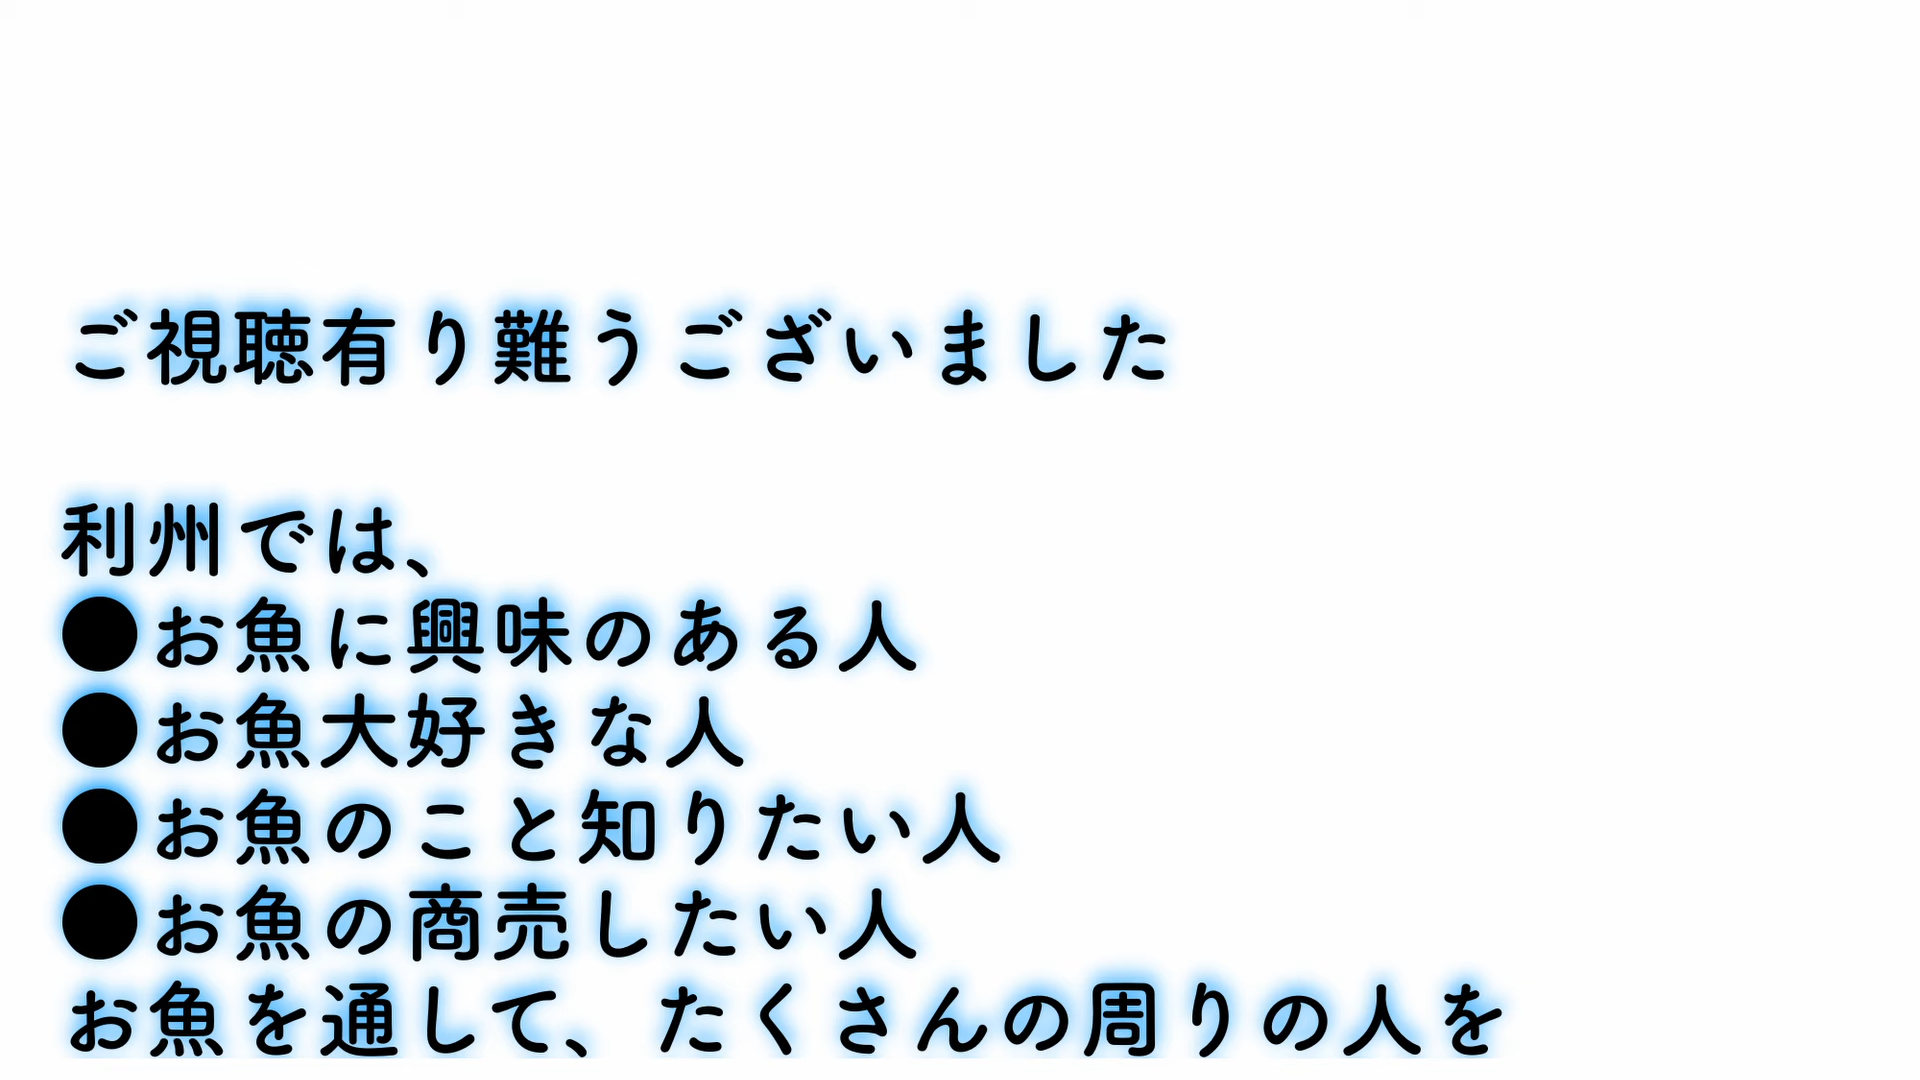 ご視聴有り難うございました
利州では、
●お魚に興味のある人
●お魚大好きな人
●お魚のこと知りたい人
●お魚の商売したい人
お魚を通して、たくさんの周りの人を